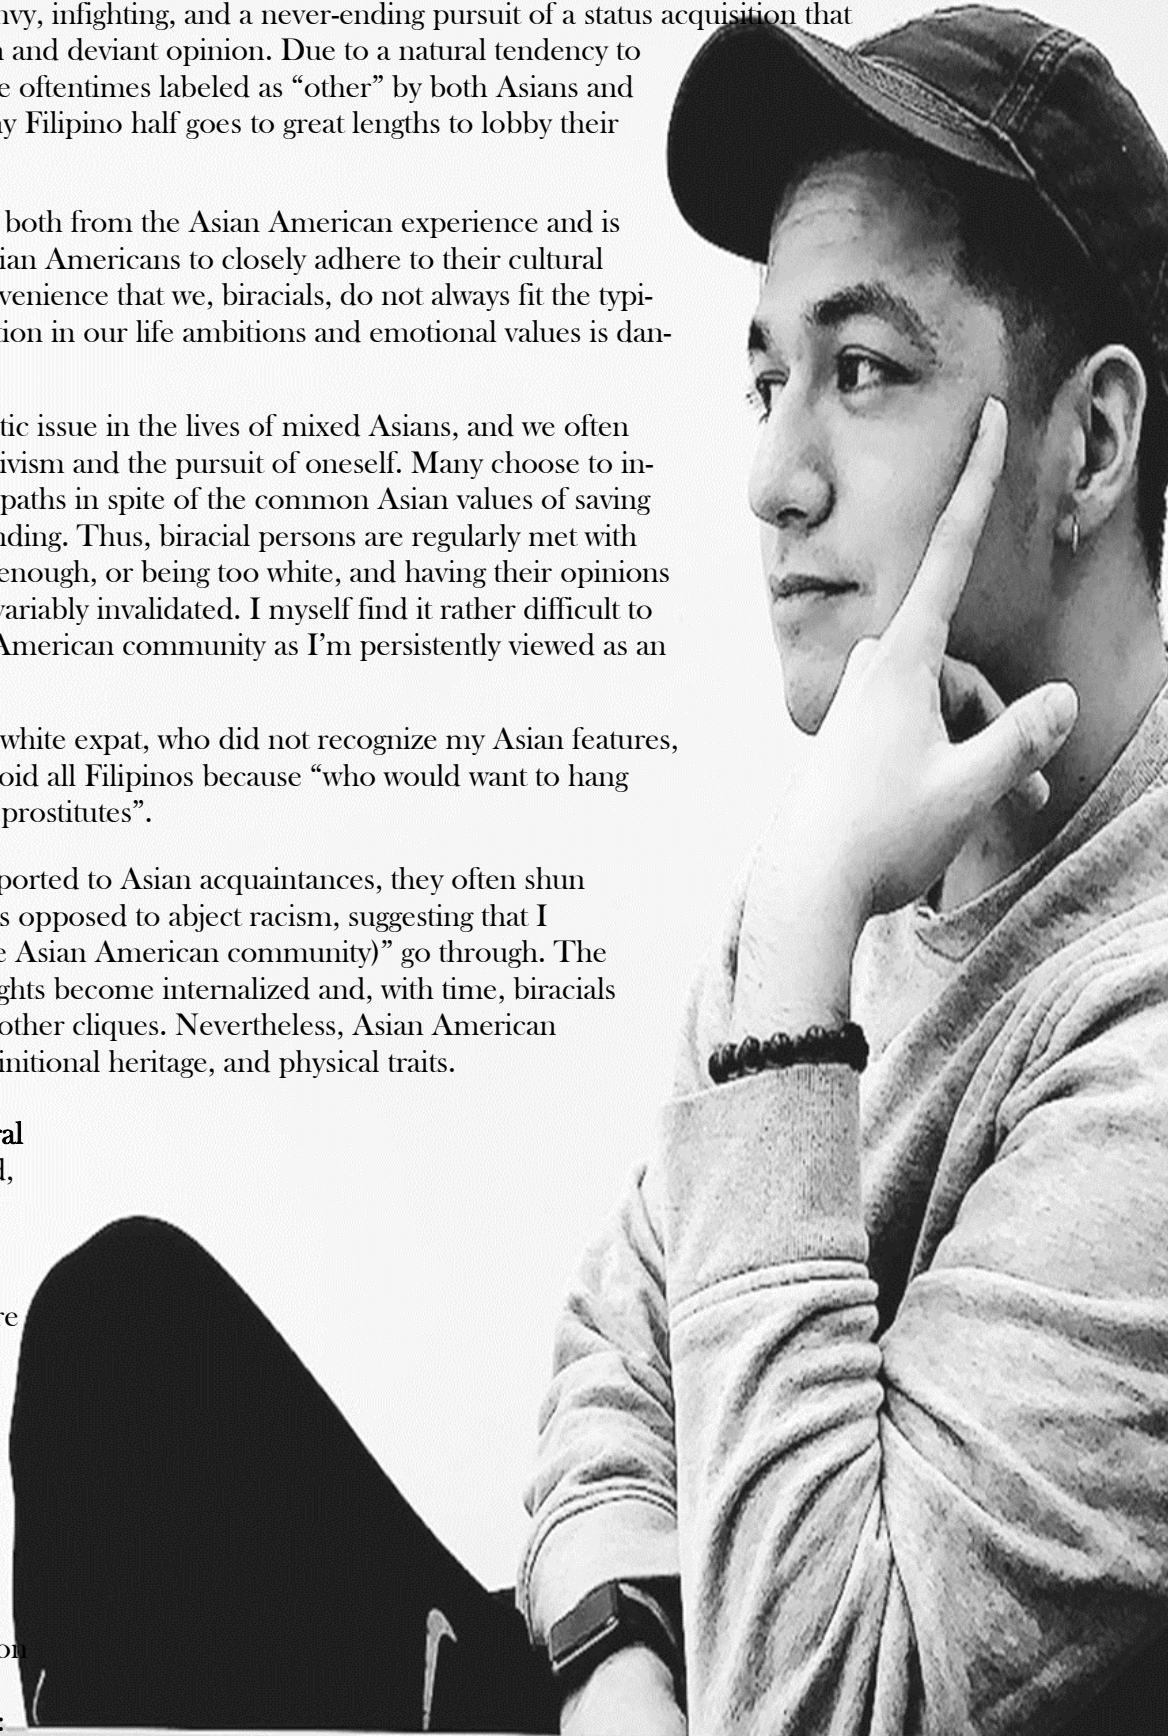 nvy, infighting, and a never-ending pursuit of a status acquisition that
and deviant opinion. Due to a natural tendency to
e oftentimes labeled as “other” by both Asians and
y Filipino half goes to great lengths to lobby their
both from the Asian American experience and is
ian Americans to closely adhere to their cultural
venience that we, biracials, do not always fit the typi-
tion in our life ambitions and emotional values is dan-
tic issue in the lives of mixed Asians, and we often
ivism and the pursuit of oneself. Many choose to in-
paths in spite of the common Asian values of saving
nding. Thus, biracial persons are regularly met with
enough, or being too white, and having their opinions
variably invalidated. I myself find it rather difficult to
American community as I’m persistently viewed as an
white expat, who did not recognize my Asian features,
oid all Filipinos because “who would want to hang
prostitutes”.
ported to Asian acquaintances, they often shun
s opposed to abject racism, suggesting that I
e Asian American community)” go through. The
ghts become internalized and, with time, biracials
other cliques. Nevertheless, Asian American
initional heritage, and physical traits.
ral
d,
re
on